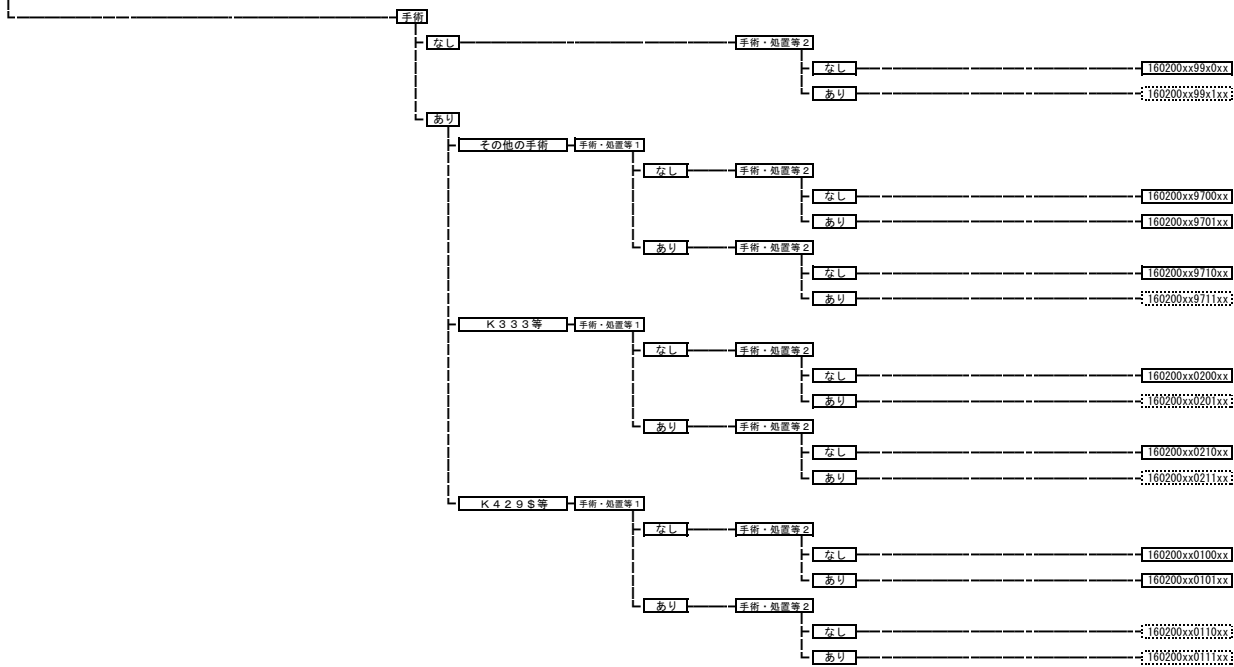 手術
なし 手術・処置等2
なし 160200xx99x0xx
あり 160200xx99x1xx
あり
その他の手術 手術・処置等1
なし 手術・処置等2
なし 160200xx9700xx
あり 160200xx9701xx
あり 手術・処置等2
なし 160200xx9710xx
あり 160200xx9711xx
K333等 手術・処置等1
なし 手術・処置等2
なし 160200xx0200xx
あり 160200xx0201xx
あり 手術・処置等2
なし 160200xx0210xx
あり 160200xx0211xx
K429$等 手術・処置等1
なし 手術・処置等2
なし 160200xx0100xx
あり 160200xx0101xx
あり 手術・処置等2
なし 160200xx0110xx
あり 160200xx0111xx